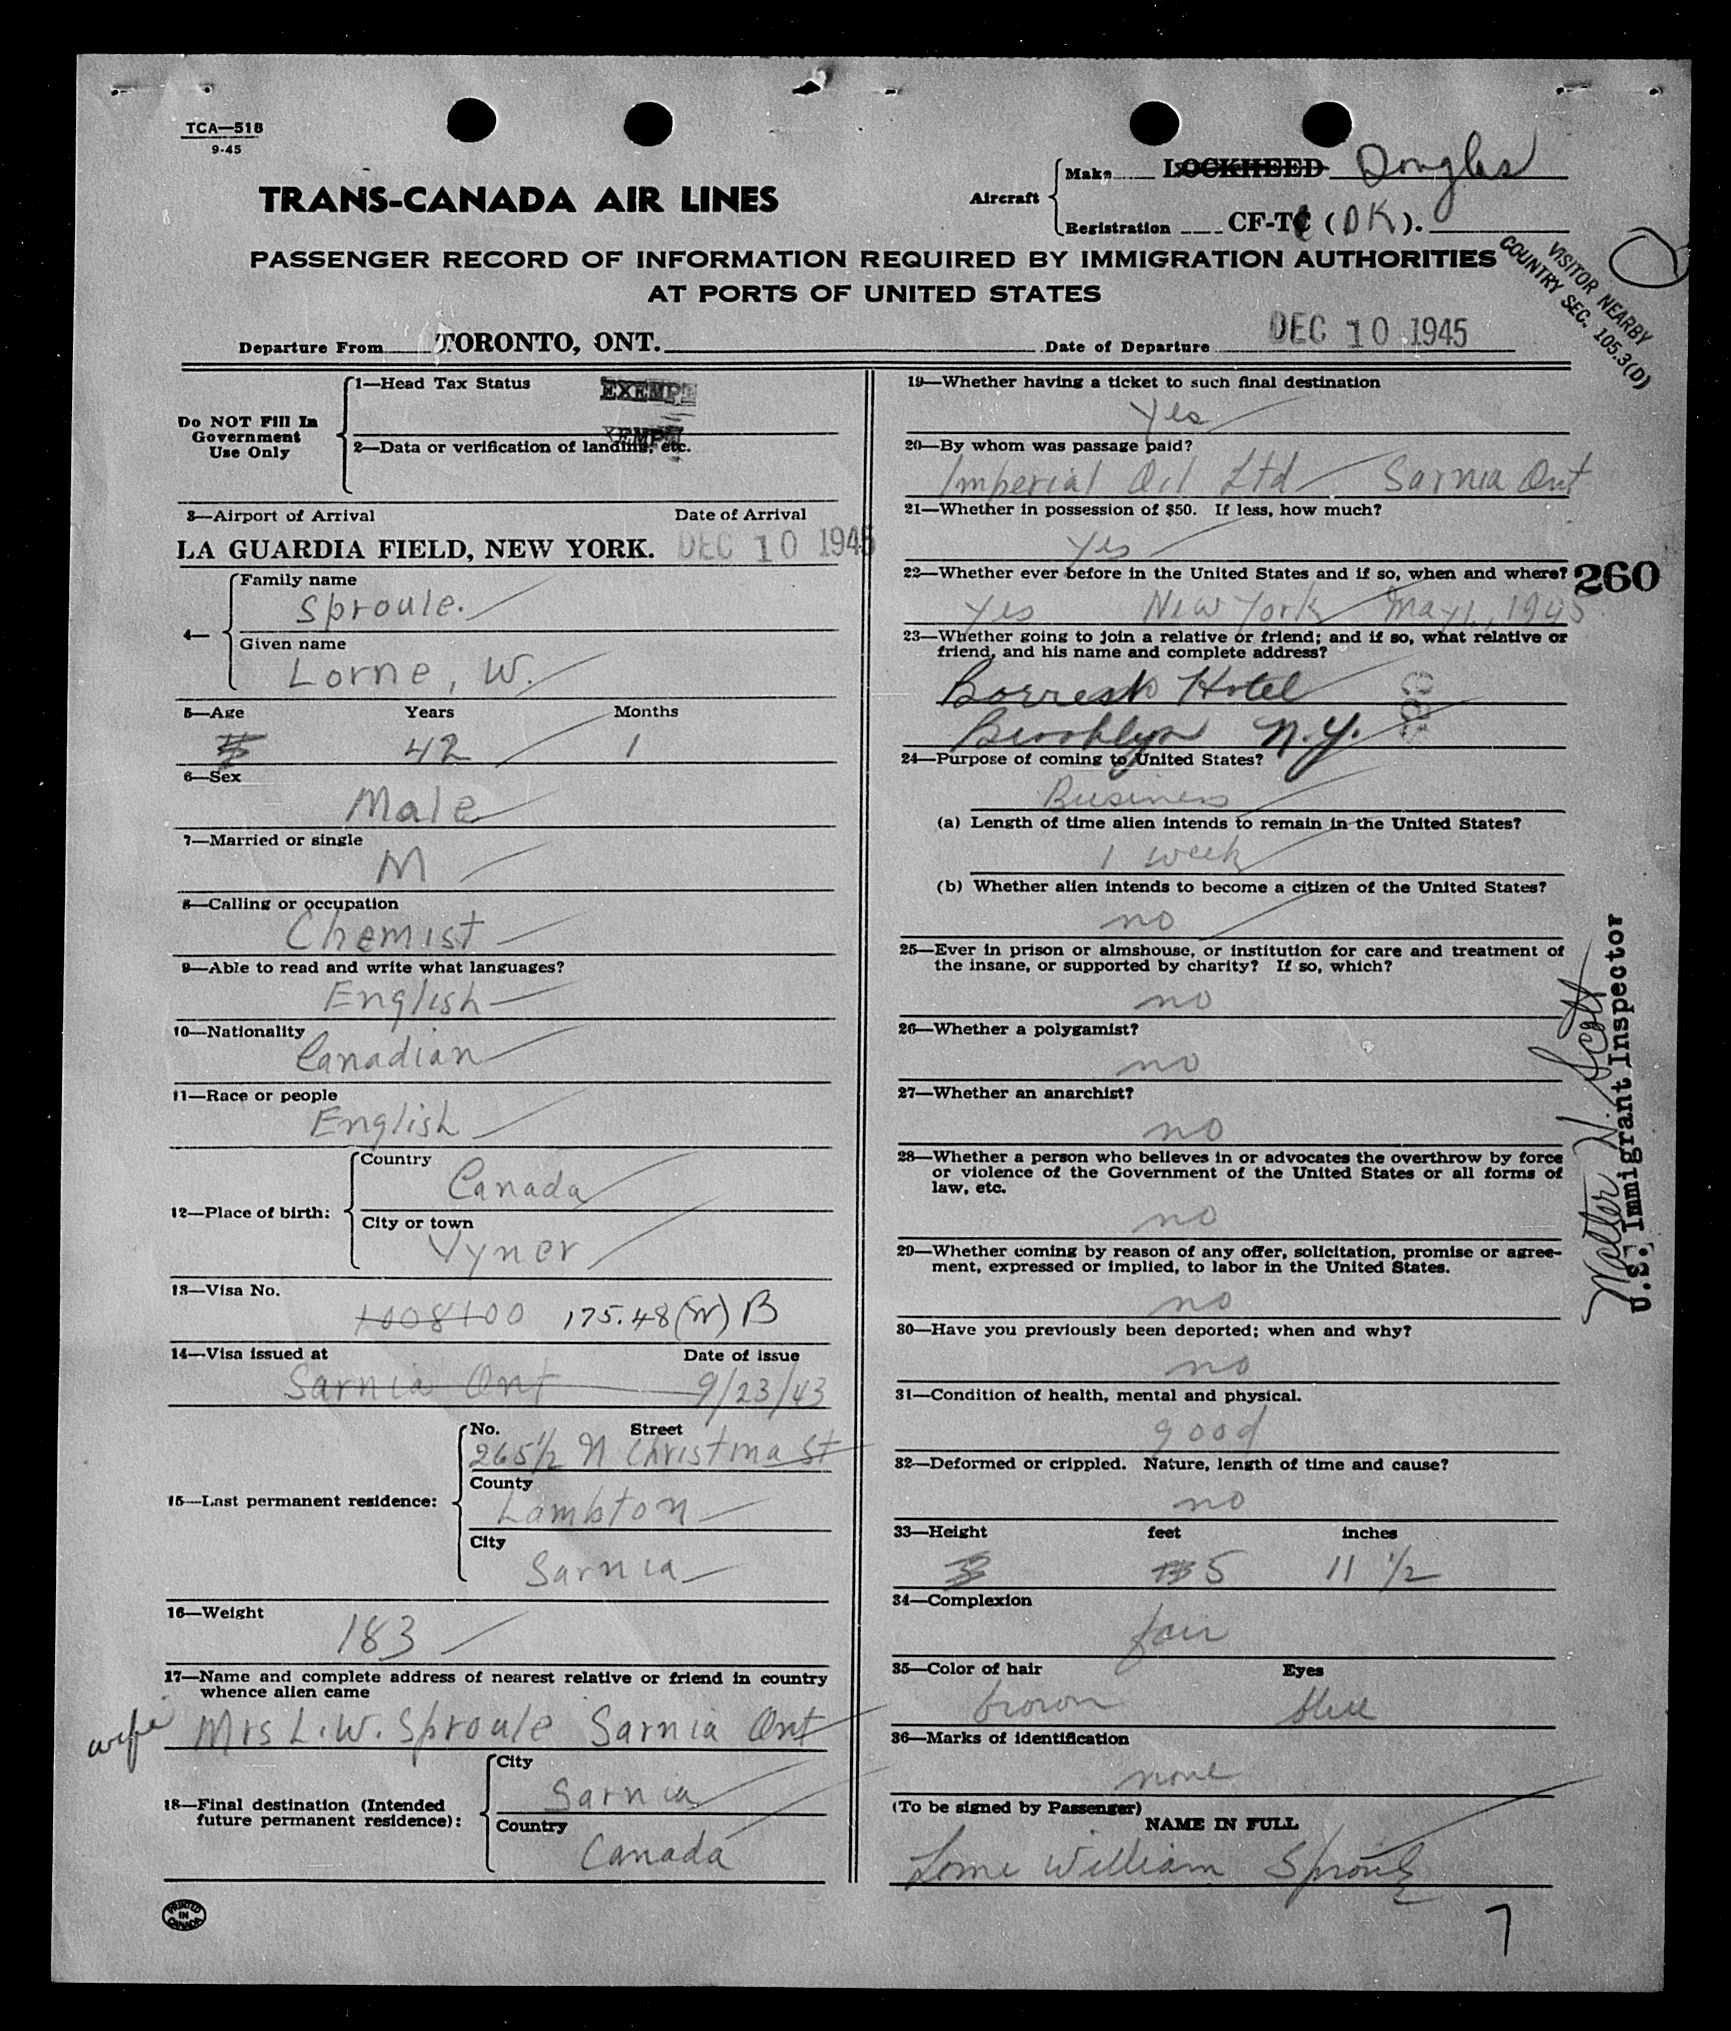 TCA—518
9-45
TRANS-CANADA AIR LINES
Aircraft
Make LOCKHEED Douglas
Registration CF-T (DK).
PASSENGER RECORD OF INFORMATION REQUIRED BY IMMIGRATION AUTHORITIES
AT PORTS OF UNITED STATES
VISITOR NEARBY
COUNTRY SEC. 105.3(D)
Departure From TORONTO, ONT. Date of Departure DEC 10 1945
Do NOT Fill In
Government
Use Only
1—Head Tax Status EXEMPT
2—Data or verification of landing, etc.
3—Airport of Arrival Date of Arrival
LA GUARDIA FIELD, NEW YORK. DEC 10 1945
4—
Family name
Sproule.
Given name
Lorne, W.
5—Age Years Months
42 1
6—Sex
Male
7—Married or single
M
8—Calling or occupation
Chemist
9—Able to read and write what languages?
English
10—Nationality
Canadian
11—Race or people
English
12—Place of birth:
Country
Canada
City or town
Vyner
13—Visa No.
1008100 175.48 (W) B
14—Visa issued at Date of issue
Sarnia Ont 9/23/43
15—Last permanent residence:
No. Street
265½ N Christina St
County
Lambton
City
Sarnia
16—Weight
183
17—Name and complete address of nearest relative or friend in country
whence alien came
wife Mrs L.W. Sproule Sarnia Ont
18—Final destination (Intended
future permanent residence):
City
Sarnia
Country
Canada
PRINTED
IN
CANADA
19—Whether having a ticket to such final destination
Yes
20—By whom was passage paid?
Imperial Oil Ltd Sarnia Ont
21—Whether in possession of $50. If less, how much?
Yes
22—Whether ever before in the United States and if so, when and where?
260
Yes New York May 1, 1945
23—Whether going to join a relative or friend; and if so, what relative or
friend, and his name and complete address?
Hotel
Brooklyn N.Y.
24—Purpose of coming to United States?
Business
(a) Length of time alien intends to remain in the United States?
1 week
(b) Whether alien intends to become a citizen of the United States?
no
25—Ever in prison or almshouse, or institution for care and treatment of
the insane, or supported by charity? If so, which?
no
26—Whether a polygamist?
no
27—Whether an anarchist?
no
28—Whether a person who believes in or advocates the overthrow by force
or violence of the Government of the United States or all forms of
law, etc.
no
29—Whether coming by reason of any offer, solicitation, promise or agree-
ment, expressed or implied, to labor in the United States.
no
30—Have you previously been deported; when and why?
no
31—Condition of health, mental and physical.
good
32—Deformed or crippled. Nature, length of time and cause?
no
33—Height feet inches
5 11 1/2
34—Complexion
fair
35—Color of hair Eyes
brown blue
36—Marks of identification
none
(To be signed by Passenger)
NAME IN FULL
Lorne William Sproule
7
Walter N. Scott
U.S. Immigrant Inspector